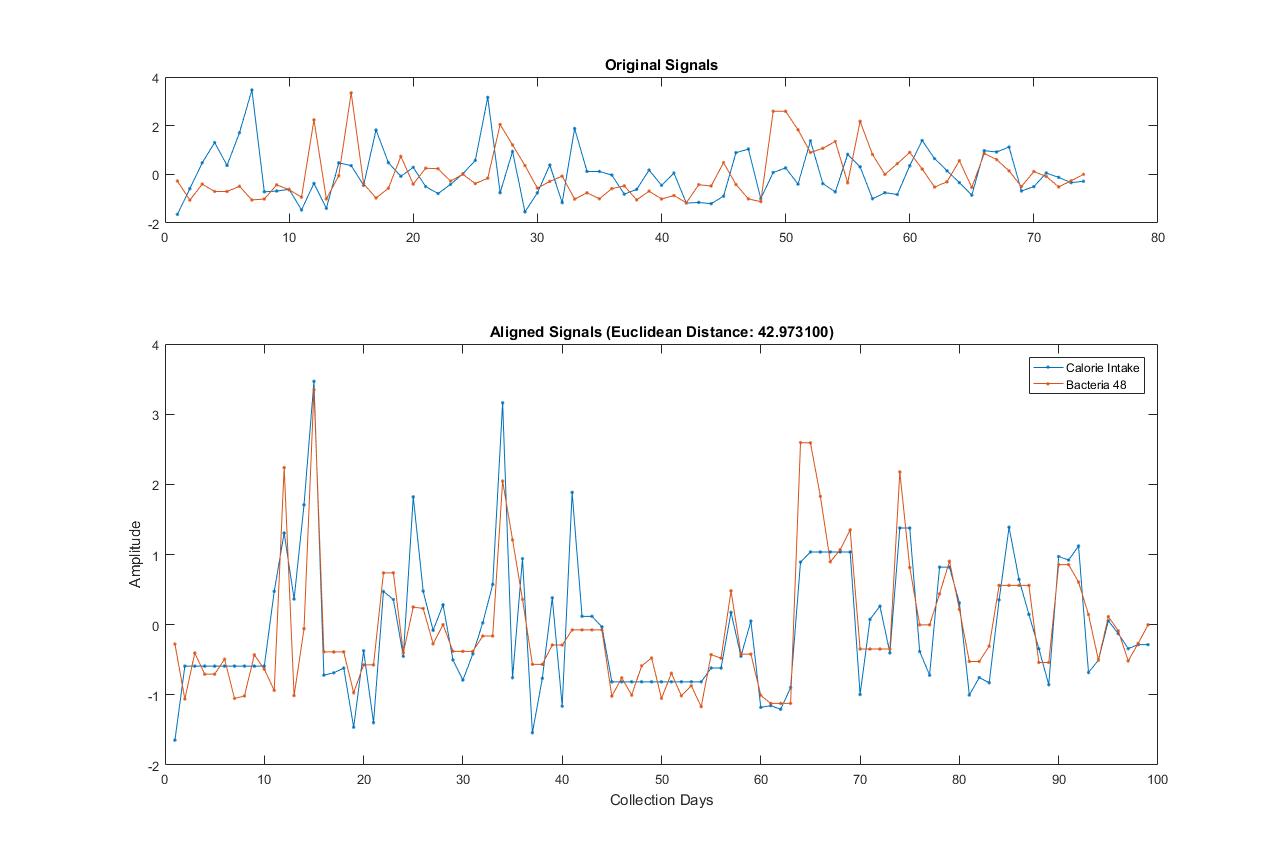 Original Signals
4
2
0
-2
0 10 20 30 40 50 60 70 80
Aligned Signals (Euclidean Distance: 42.973100)
Calorie Intake
Bacteria 48
4
3
2
1
0
-1
-2
Amplitude
0 10 20 30 40 50 60 70 80 90 100
Collection Days